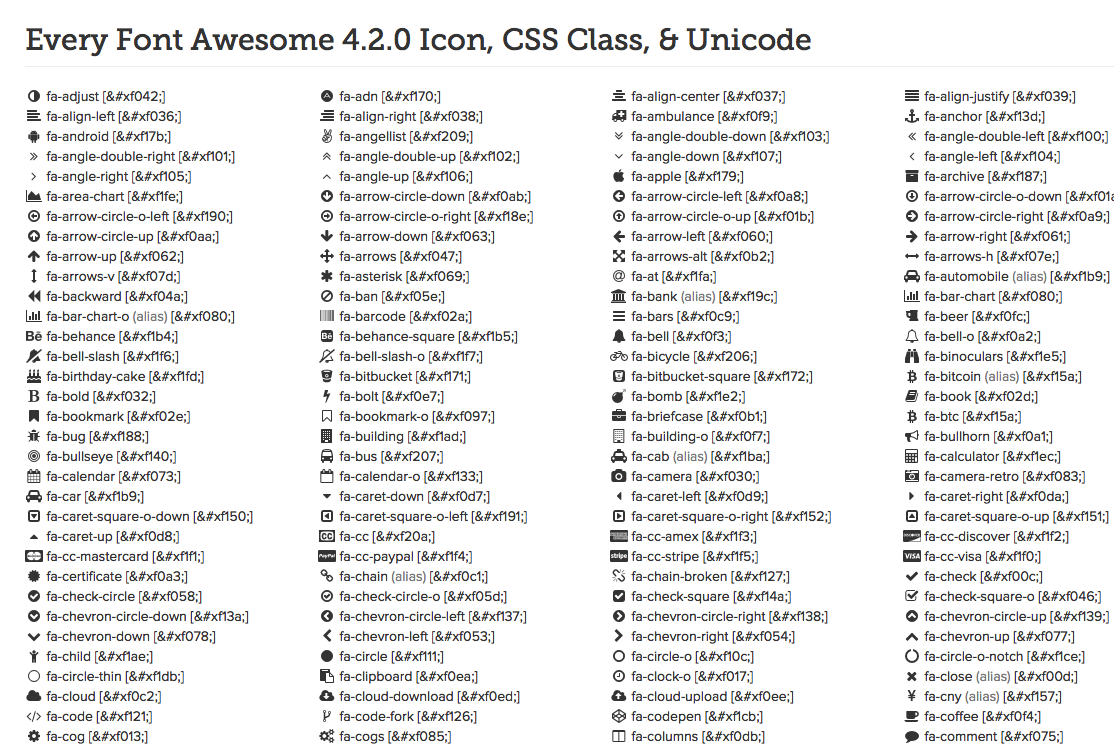 Every Font Awesome 4.2.0 Icon, CSS Class, & Unicode
fa-adjust [&#xf042;] fa-adn [&#xf170;] fa-align-center [&#xf037;] fa-align-justify [&#xf039;]
fa-align-left [&#xf036;] fa-align-right [&#xf038;] fa-ambulance [&#xf0f9;] fa-anchor [&#xf13d;]
fa-android [&#xf17b;] fa-angellist [&#xf209;] fa-angle-double-down [&#xf103;] fa-angle-double-left [&#xf100;]
fa-angle-double-right [&#xf101;] fa-angle-double-up [&#xf102;] fa-angle-down [&#xf107;] fa-angle-left [&#xf104;]
fa-angle-right [&#xf105;] fa-angle-up [&#xf106;] fa-apple [&#xf179;] fa-archive [&#xf187;]
fa-area-chart [&#xf1fe;] fa-arrow-circle-down [&#xf0ab;] fa-arrow-circle-left [&#xf0a8;] fa-arrow-circle-o-down [&#xf01a
fa-arrow-circle-o-left [&#xf190;] fa-arrow-circle-o-right [&#xf18e;] fa-arrow-circle-o-up [&#xf01b;] fa-arrow-circle-right [&#xf0a9;]
fa-arrow-circle-up [&#xf0aa;] fa-arrow-down [&#xf063;] fa-arrow-left [&#xf060;] fa-arrow-right [&#xf061;]
fa-arrow-up [&#xf062;] fa-arrows [&#xf047;] fa-arrows-alt [&#xf0b2;] fa-arrows-h [&#xf07e;]
fa-arrows-v [&#xf07d;] fa-asterisk [&#xf069;] fa-at [&#xf1fa;] fa-automobile (alias) [&#xf1b9;]
fa-backward [&#xf04a;] fa-ban [&#xf05e;] fa-bank (alias) [&#xf19c;] fa-bar-chart [&#xf080;]
fa-bar-chart-o (alias) [&#xf080;] fa-barcode [&#xf02a;] fa-bars [&#xf0c9;] fa-beer [&#xf0fc;]
Bē fa-behance [&#xf1b4;] Bē fa-behance-square [&#xf1b5;] fa-bell [&#xf0f3;] fa-bell-o [&#xf0a2;]
fa-bell-slash [&#xf1f6;] fa-bell-slash-o [&#xf1f7;] fa-bicycle [&#xf206;] fa-binoculars [&#xf1e5;]
fa-birthday-cake [&#xf1fd;] fa-bitbucket [&#xf171;] fa-bitbucket-square [&#xf172;] fa-bitcoin (alias) [&#xf15a;]
B fa-bold [&#xf032;] fa-bolt [&#xf0e7;] fa-bomb [&#xf1e2;] fa-book [&#xf02d;]
fa-bookmark [&#xf02e;] fa-bookmark-o [&#xf097;] fa-briefcase [&#xf0b1;] fa-btc [&#xf15a;]
fa-bug [&#xf188;] fa-building [&#xf1ad;] fa-building-o [&#xf0f7;] fa-bullhorn [&#xf0a1;]
fa-bullseye [&#xf140;] fa-bus [&#xf207;] fa-cab (alias) [&#xf1ba;] fa-calculator [&#xf1ec;]
fa-calendar [&#xf073;] fa-calendar-o [&#xf133;] fa-camera [&#xf030;] fa-camera-retro [&#xf083;]
fa-car [&#xf1b9;] fa-caret-down [&#xf0d7;] fa-caret-left [&#xf0d9;] fa-caret-right [&#xf0da;]
fa-caret-square-o-down [&#xf150;] fa-caret-square-o-left [&#xf191;] fa-caret-square-o-right [&#xf152;] fa-caret-square-o-up [&#xf151;]
fa-caret-up [&#xf0d8;] CC fa-cc [&#xf20a;] fa-cc-amex [&#xf1f3;] DISCOVER fa-cc-discover [&#xf1f2;]
fa-cc-mastercard [&#xf1f1;] PayPal fa-cc-paypal [&#xf1f4;] stripe fa-cc-stripe [&#xf1f5;] VISA fa-cc-visa [&#xf1f0;]
fa-certificate [&#xf0a3;] fa-chain (alias) [&#xf0c1;] fa-chain-broken [&#xf127;] fa-check [&#xf00c;]
fa-check-circle [&#xf058;] fa-check-circle-o [&#xf05d;] fa-check-square [&#xf14a;] fa-check-square-o [&#xf046;]
fa-chevron-circle-down [&#xf13a;] fa-chevron-circle-left [&#xf137;] fa-chevron-circle-right [&#xf138;] fa-chevron-circle-up [&#xf139;]
fa-chevron-down [&#xf078;] fa-chevron-left [&#xf053;] fa-chevron-right [&#xf054;] fa-chevron-up [&#xf077;]
fa-child [&#xf1ae;] fa-circle [&#xf111;] fa-circle-o [&#xf10c;] fa-circle-o-notch [&#xf1ce;]
fa-circle-thin [&#xf1db;] fa-clipboard [&#xf0ea;] fa-clock-o [&#xf017;] fa-close (alias) [&#xf00d;]
fa-cloud [&#xf0c2;] fa-cloud-download [&#xf0ed;] fa-cloud-upload [&#xf0ee;] ¥ fa-cny (alias) [&#xf157;]
fa-code [&#xf121;] fa-code-fork [&#xf126;] fa-codepen [&#xf1cb;] fa-coffee [&#xf0f4;]
fa-cog [&#xf013;] fa-cogs [&#xf085;] fa-columns [&#xf0db;] fa-comment [&#xf075;]